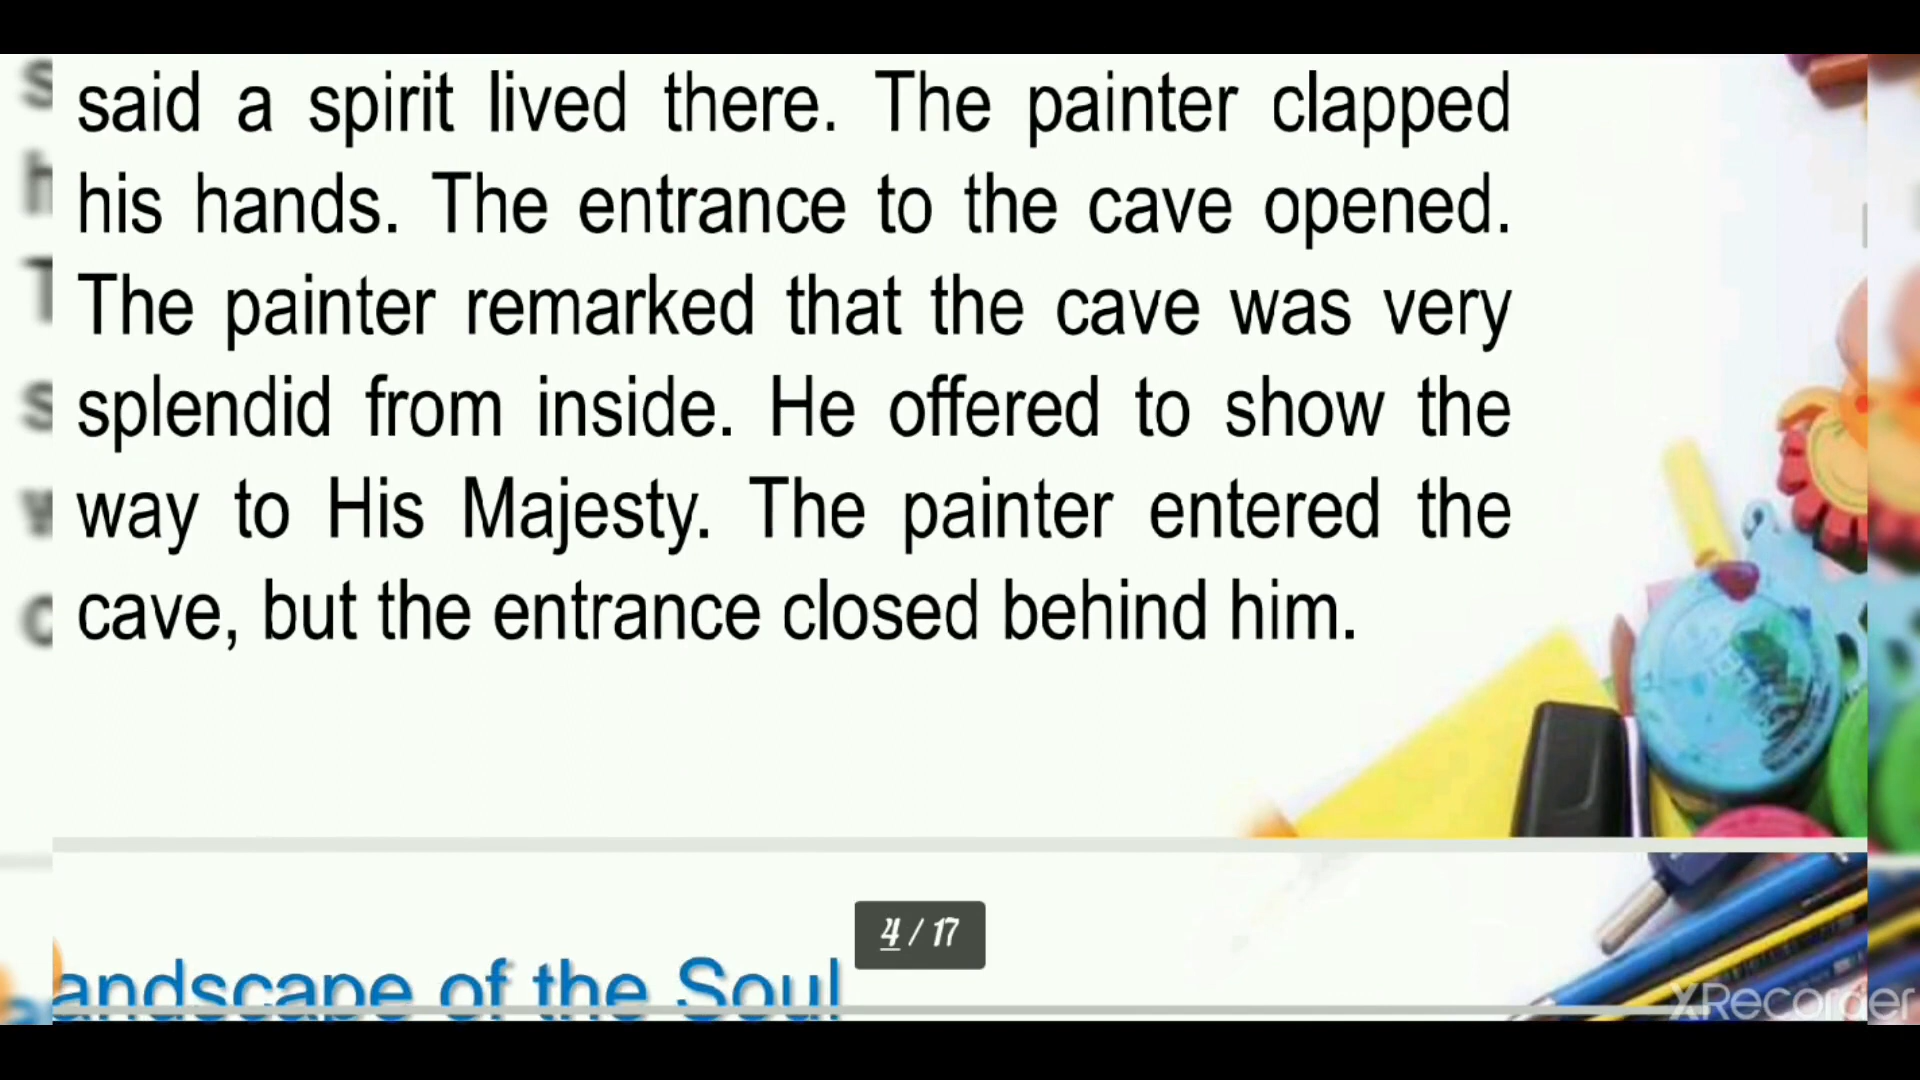 said a spirit lived there. The painter clapped
his hands. The entrance to the cave opened.
The painter remarked that the cave was very
splendid from inside. He offered to show the
way to His Majesty. The painter entered the
cave, but the entrance closed behind him.
4 / 17
andscape of the Soul
XRecorder